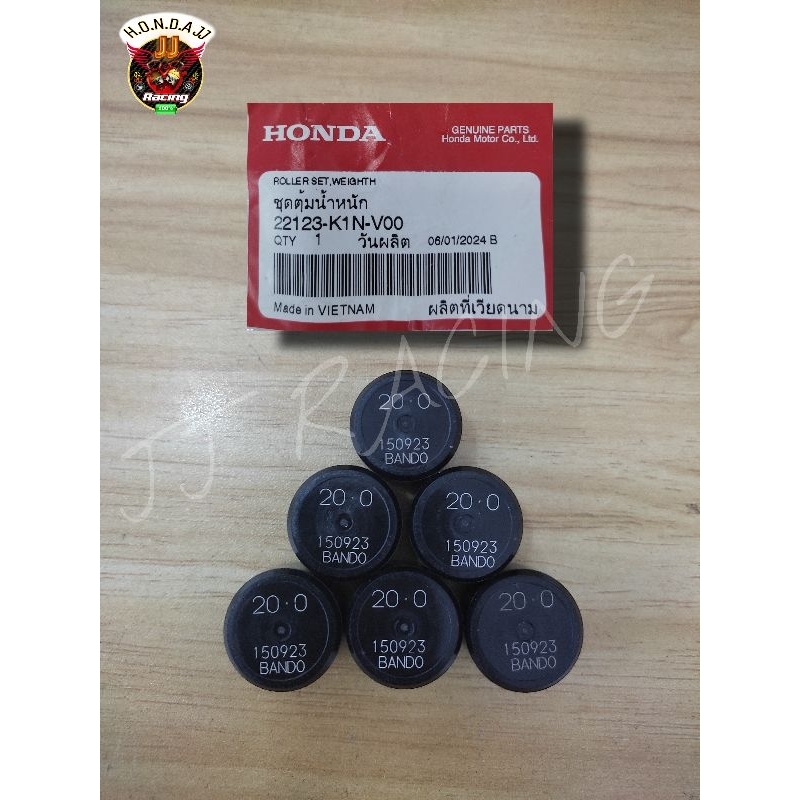 H.O.N.D.A JJ
JJ
Racing
100%
HONDA
GENUINE PARTS
Honda Motor Co., Ltd.
ROLLER SET,WEIGHTH
ชุดตุ้มน้ำหนัก
22123-K1N-V00
QTY 1 วันผลิต 06/01/2024 B
Made in VIETNAM ผลิตที่เวียดนาม
JJ RACING
20·0
150923
BANDO
20·0
150923
BANDO
20·0
150923
BANDO
20·0
150923
BANDO
20·0
150923
BANDO
20·0
150923
BANDO